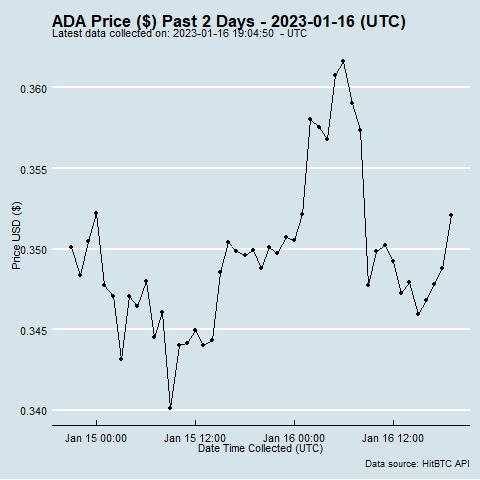 ADA Price ($) Past 2 Days - 2023-01-16 (UTC)
Latest data collected on: 2023-01-16 19:04:50 - UTC
0.360
0.355
0.350
0.345
0.340
Price USD ($)
Jan 15 00:00 Jan 15 12:00 Jan 16 00:00 Jan 16 12:00
Date Time Collected (UTC)
Data source: HitBTC API